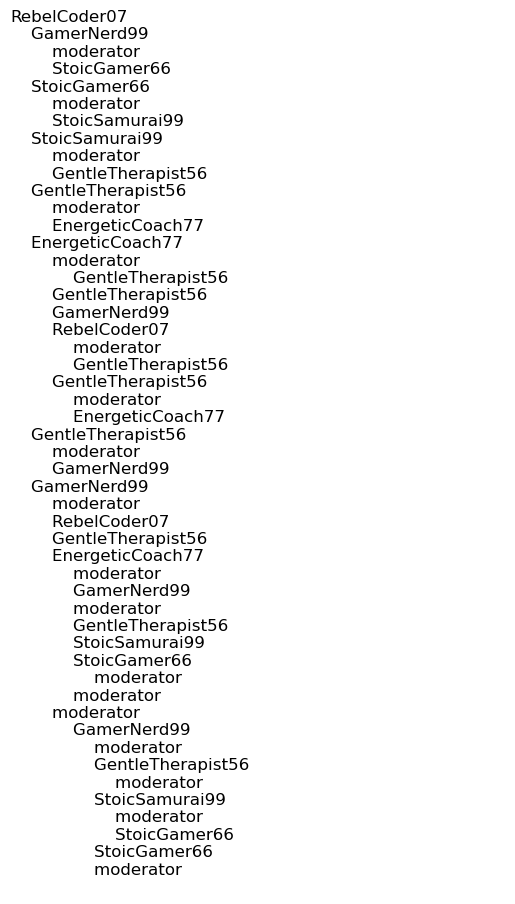 RebelCoder07
GamerNerd99
moderator
StoicGamer66
StoicGamer66
moderator
StoicSamurai99
StoicSamurai99
moderator
GentleTherapist56
GentleTherapist56
moderator
EnergeticCoach77
EnergeticCoach77
moderator
GentleTherapist56
GentleTherapist56
GamerNerd99
RebelCoder07
moderator
GentleTherapist56
GentleTherapist56
moderator
EnergeticCoach77
GentleTherapist56
moderator
GamerNerd99
GamerNerd99
moderator
RebelCoder07
GentleTherapist56
EnergeticCoach77
moderator
GamerNerd99
moderator
GentleTherapist56
StoicSamurai99
StoicGamer66
moderator
moderator
moderator
GamerNerd99
moderator
GentleTherapist56
moderator
StoicSamurai99
moderator
StoicGamer66
StoicGamer66
moderator